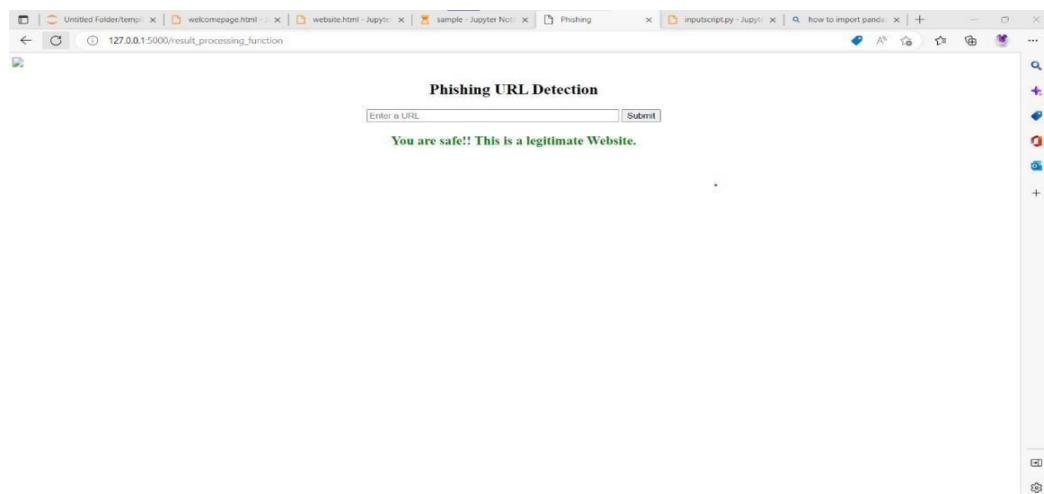 Untitled Folder/templ
welcomepage.html - J
website.html - Jupyte
sample - Jupyter Not
Phishing
inputscript.py - Jupyt
how to import panda
127.0.0.1:5000/result_processing_function
Phishing URL Detection
Enter a URL
Submit
You are safe!! This is a legitimate Website.